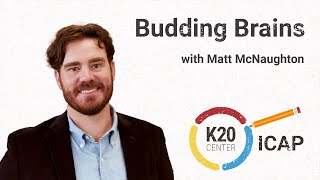 Budding Brains
with Matt McNaughton
K20
CENTER
ICAP